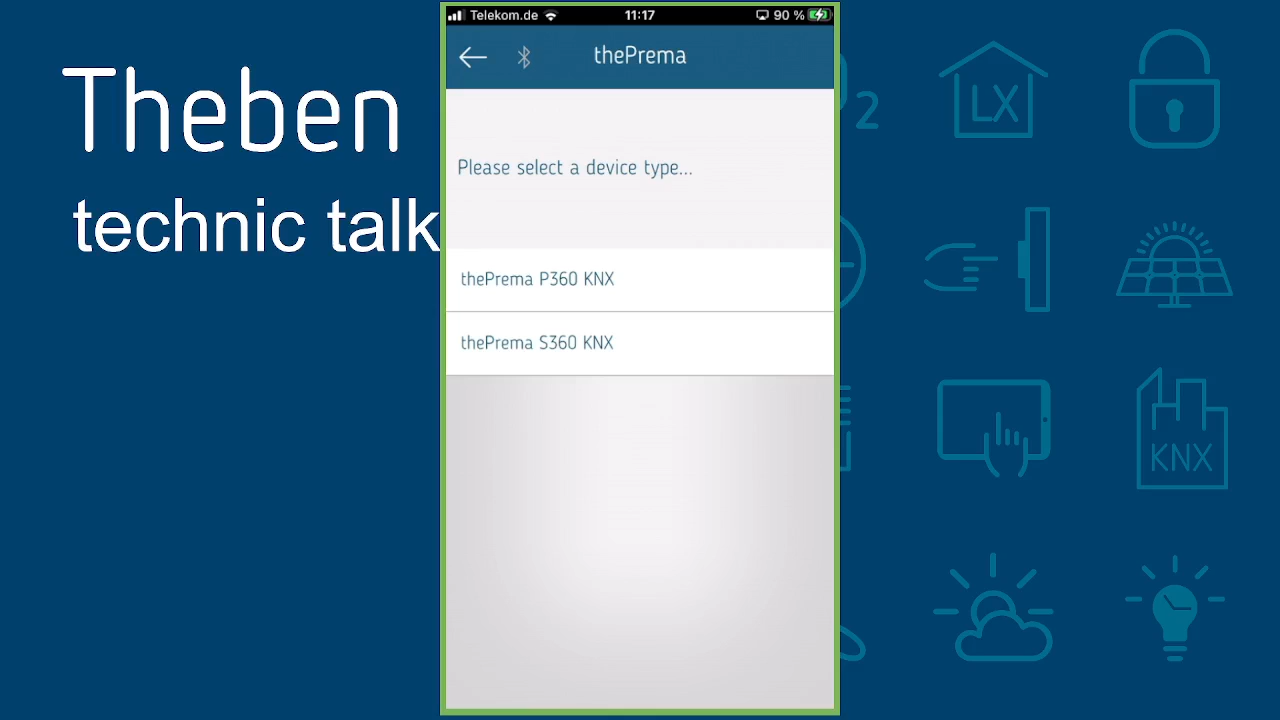 Telekom.de
11:17
90 %
thePrema
Theben
technic talk
Please select a device type...
thePrema P360 KNX
thePrema S360 KNX
2
LX
KNX